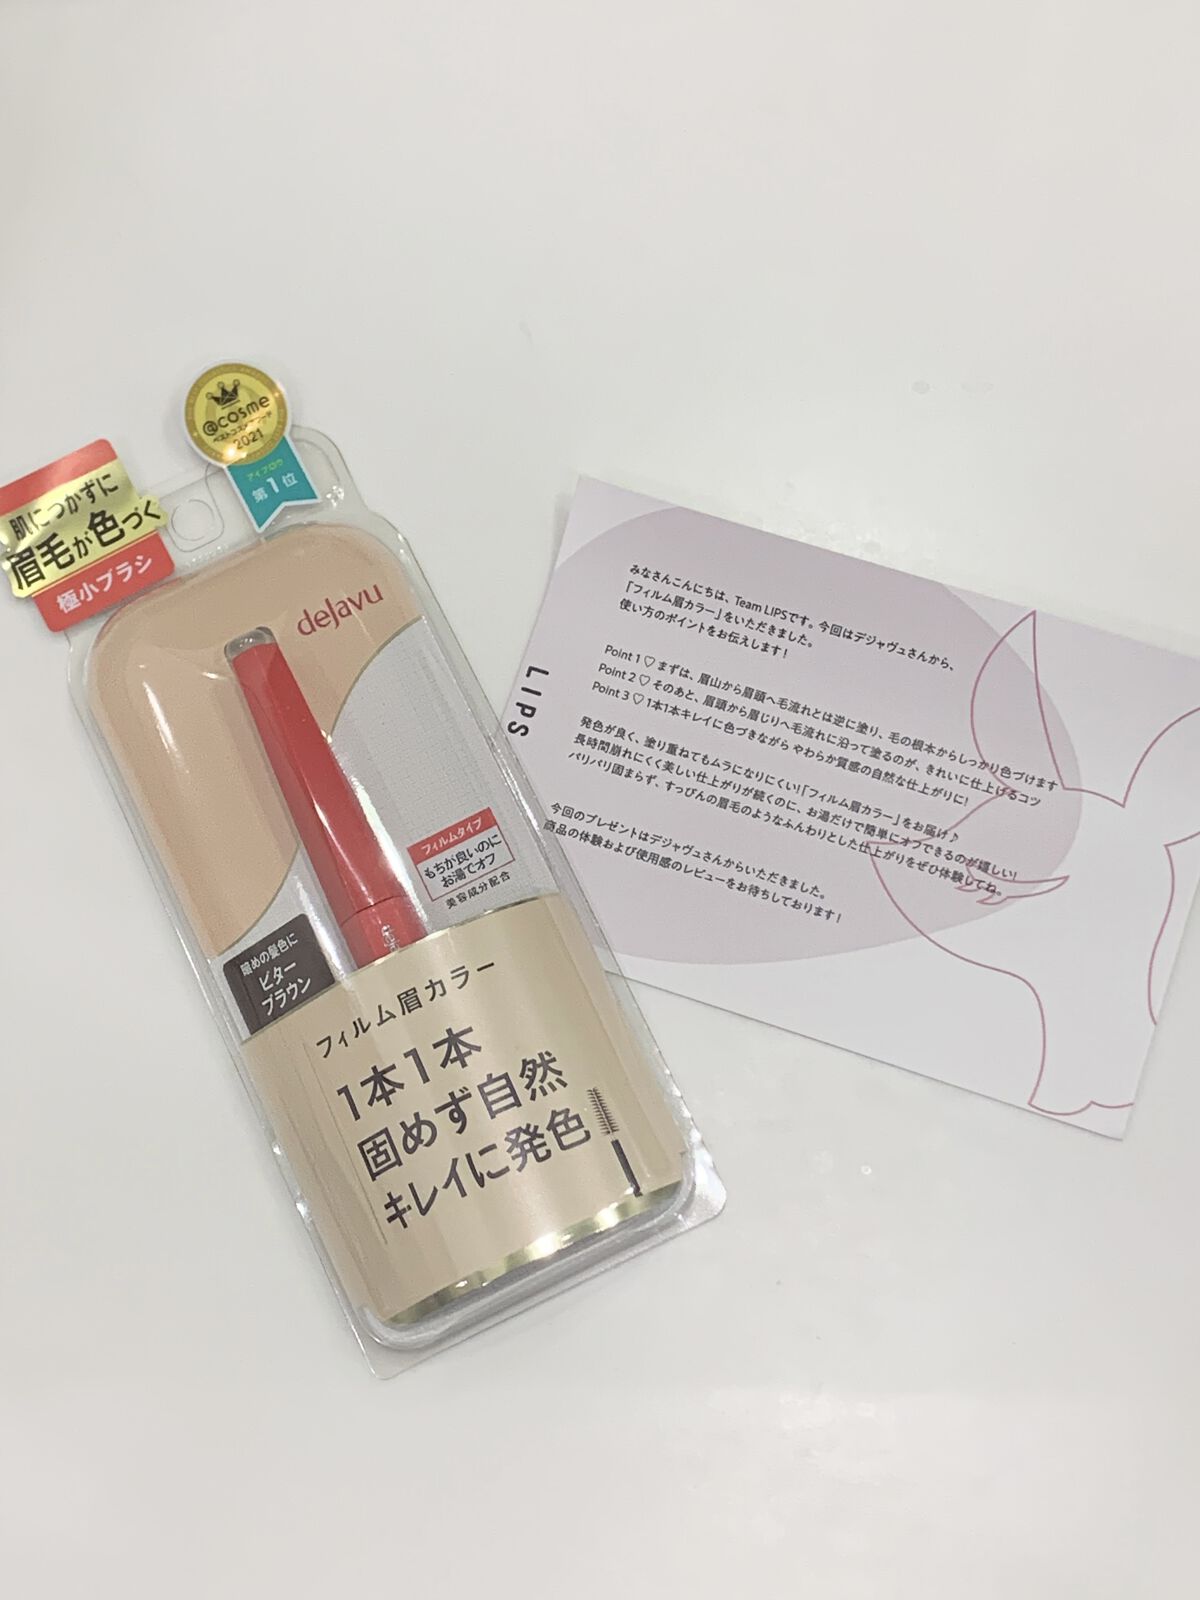 @cosme
ベストコスメアワード
2021
アイブロウ
第1位
肌につかずに
眉毛が色づく
極小ブラシ
dejavu
フィルムタイプ
もちが良いのに
お湯でオフ
美容成分配合
暗めの髪色に
ビター
ブラウン
フィルム眉カラー
1本1本
固めず自然
キレイに発色
LIPS
みなさんこんにちは、Team LIPSです。今回はデジャヴュさんから、
「フィルム眉カラー」をいただきました。
使い方のポイントをお伝えします!
Point 1 ♡ まずは、眉山から眉頭へ毛流れとは逆に塗り、毛の根本からしっかり色づけます
Point 2 ♡ そのあと、眉頭から眉じりへ毛流れに沿って塗るのが、きれいに仕上げるコツ
Point 3 ♡ 1本1本キレイに色づきながら やわらか質感の自然な仕上がりに!
発色が良く、塗り重ねてもムラになりにくい!「フィルム眉カラー」をお届け♪
長時間崩れにくく美しい仕上がりが続くのに、お湯だけで簡単にオフできるのが嬉しい!
パリパリ固まらず、すっぴんの眉毛のようなふんわりとした仕上がりをぜひ体験してね。
今回のプレゼントはデジャヴュさんからいただきました。
商品の体験および使用感のレビューをお待ちしております!